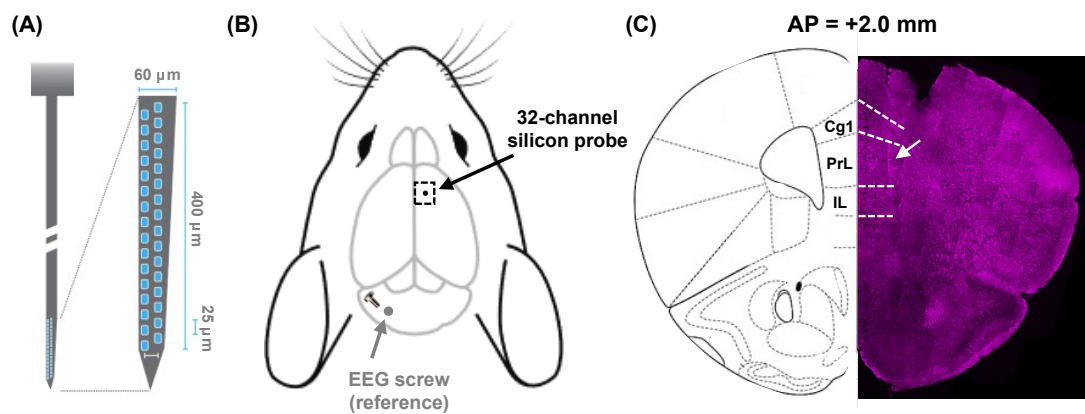 (A)
60 µm
400 µm
25 µm
(B)
32-channel
silicon probe
EEG screw
(reference)
(C)
AP = +2.0 mm
Cg1
PrL
IL